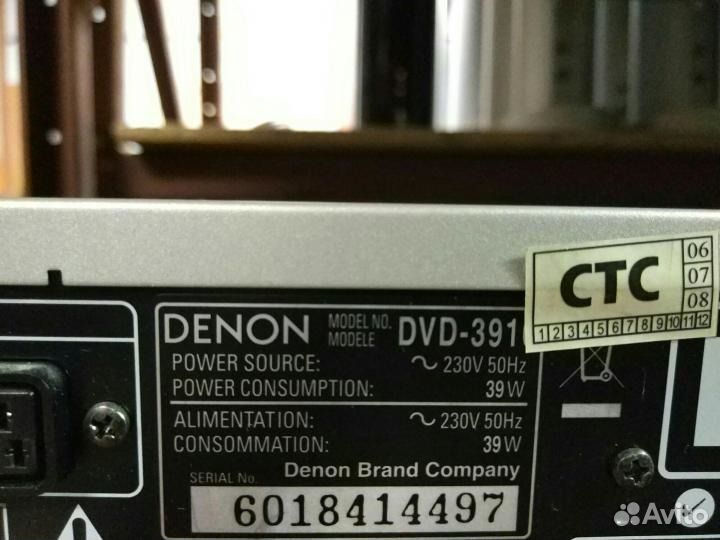 CTC
06
07
08
1 2 3 4 5 6 7 8 9 10 11 12
DENON MODEL NO. MODELE DVD-391
POWER SOURCE: ~ 230V 50Hz
POWER CONSUMPTION: 39W
ALIMENTATION: ~ 230V 50Hz
CONSOMMATION: 39W
SERIAL No. Denon Brand Company
6018414497
Avito